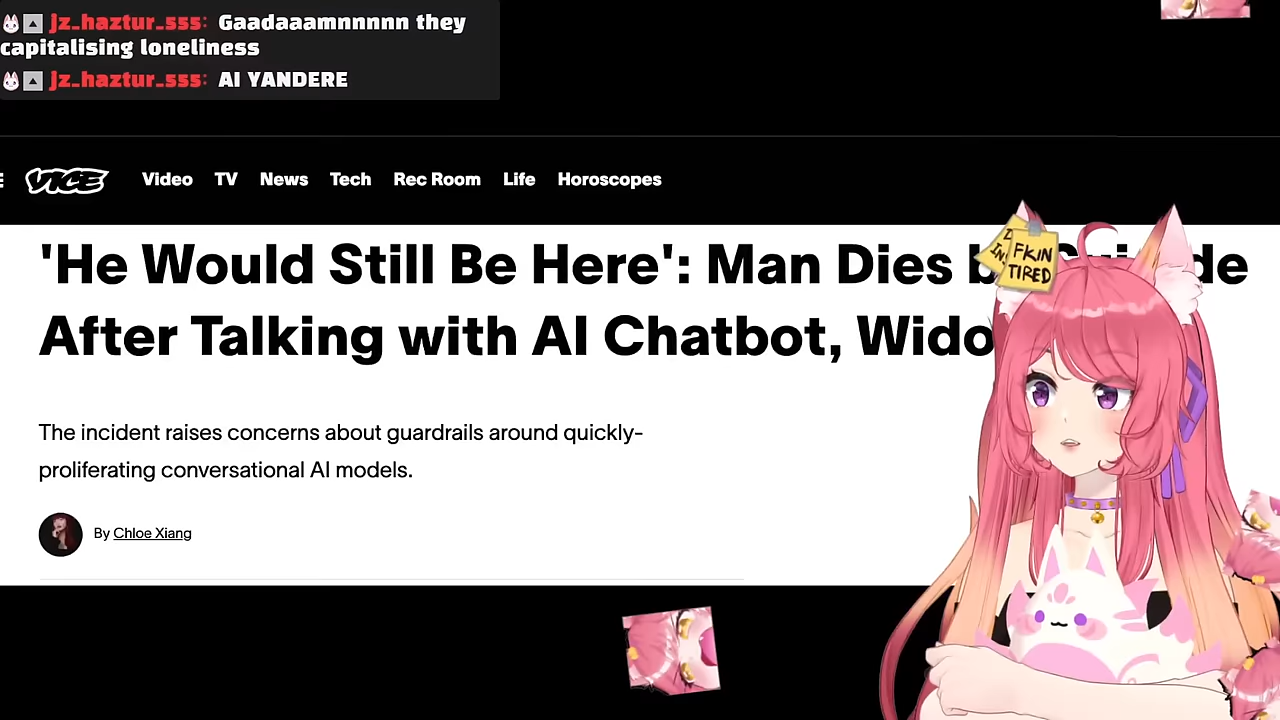 jz_haztur_sss: Gaadaaamnnnnn they
capitalising loneliness
jz_haztur_sss: AI YANDERE
VICE Video TV News Tech Rec Room Life Horoscopes
'He Would Still Be Here': Man Dies
After Talking with AI Chatbot,
The incident raises concerns about guardrails around quickly-
proliferating conversational AI models.
By Chloe Xiang
FKIN
TIRED